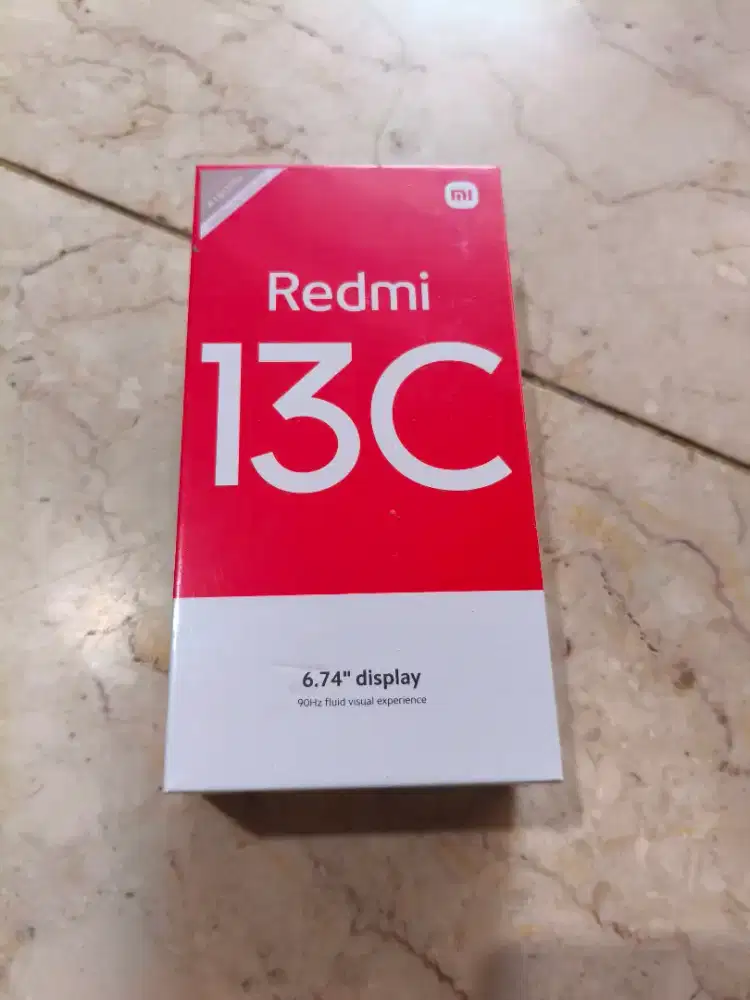 mi
Redmi
13C
6.74" display
90Hz fluid visual experience